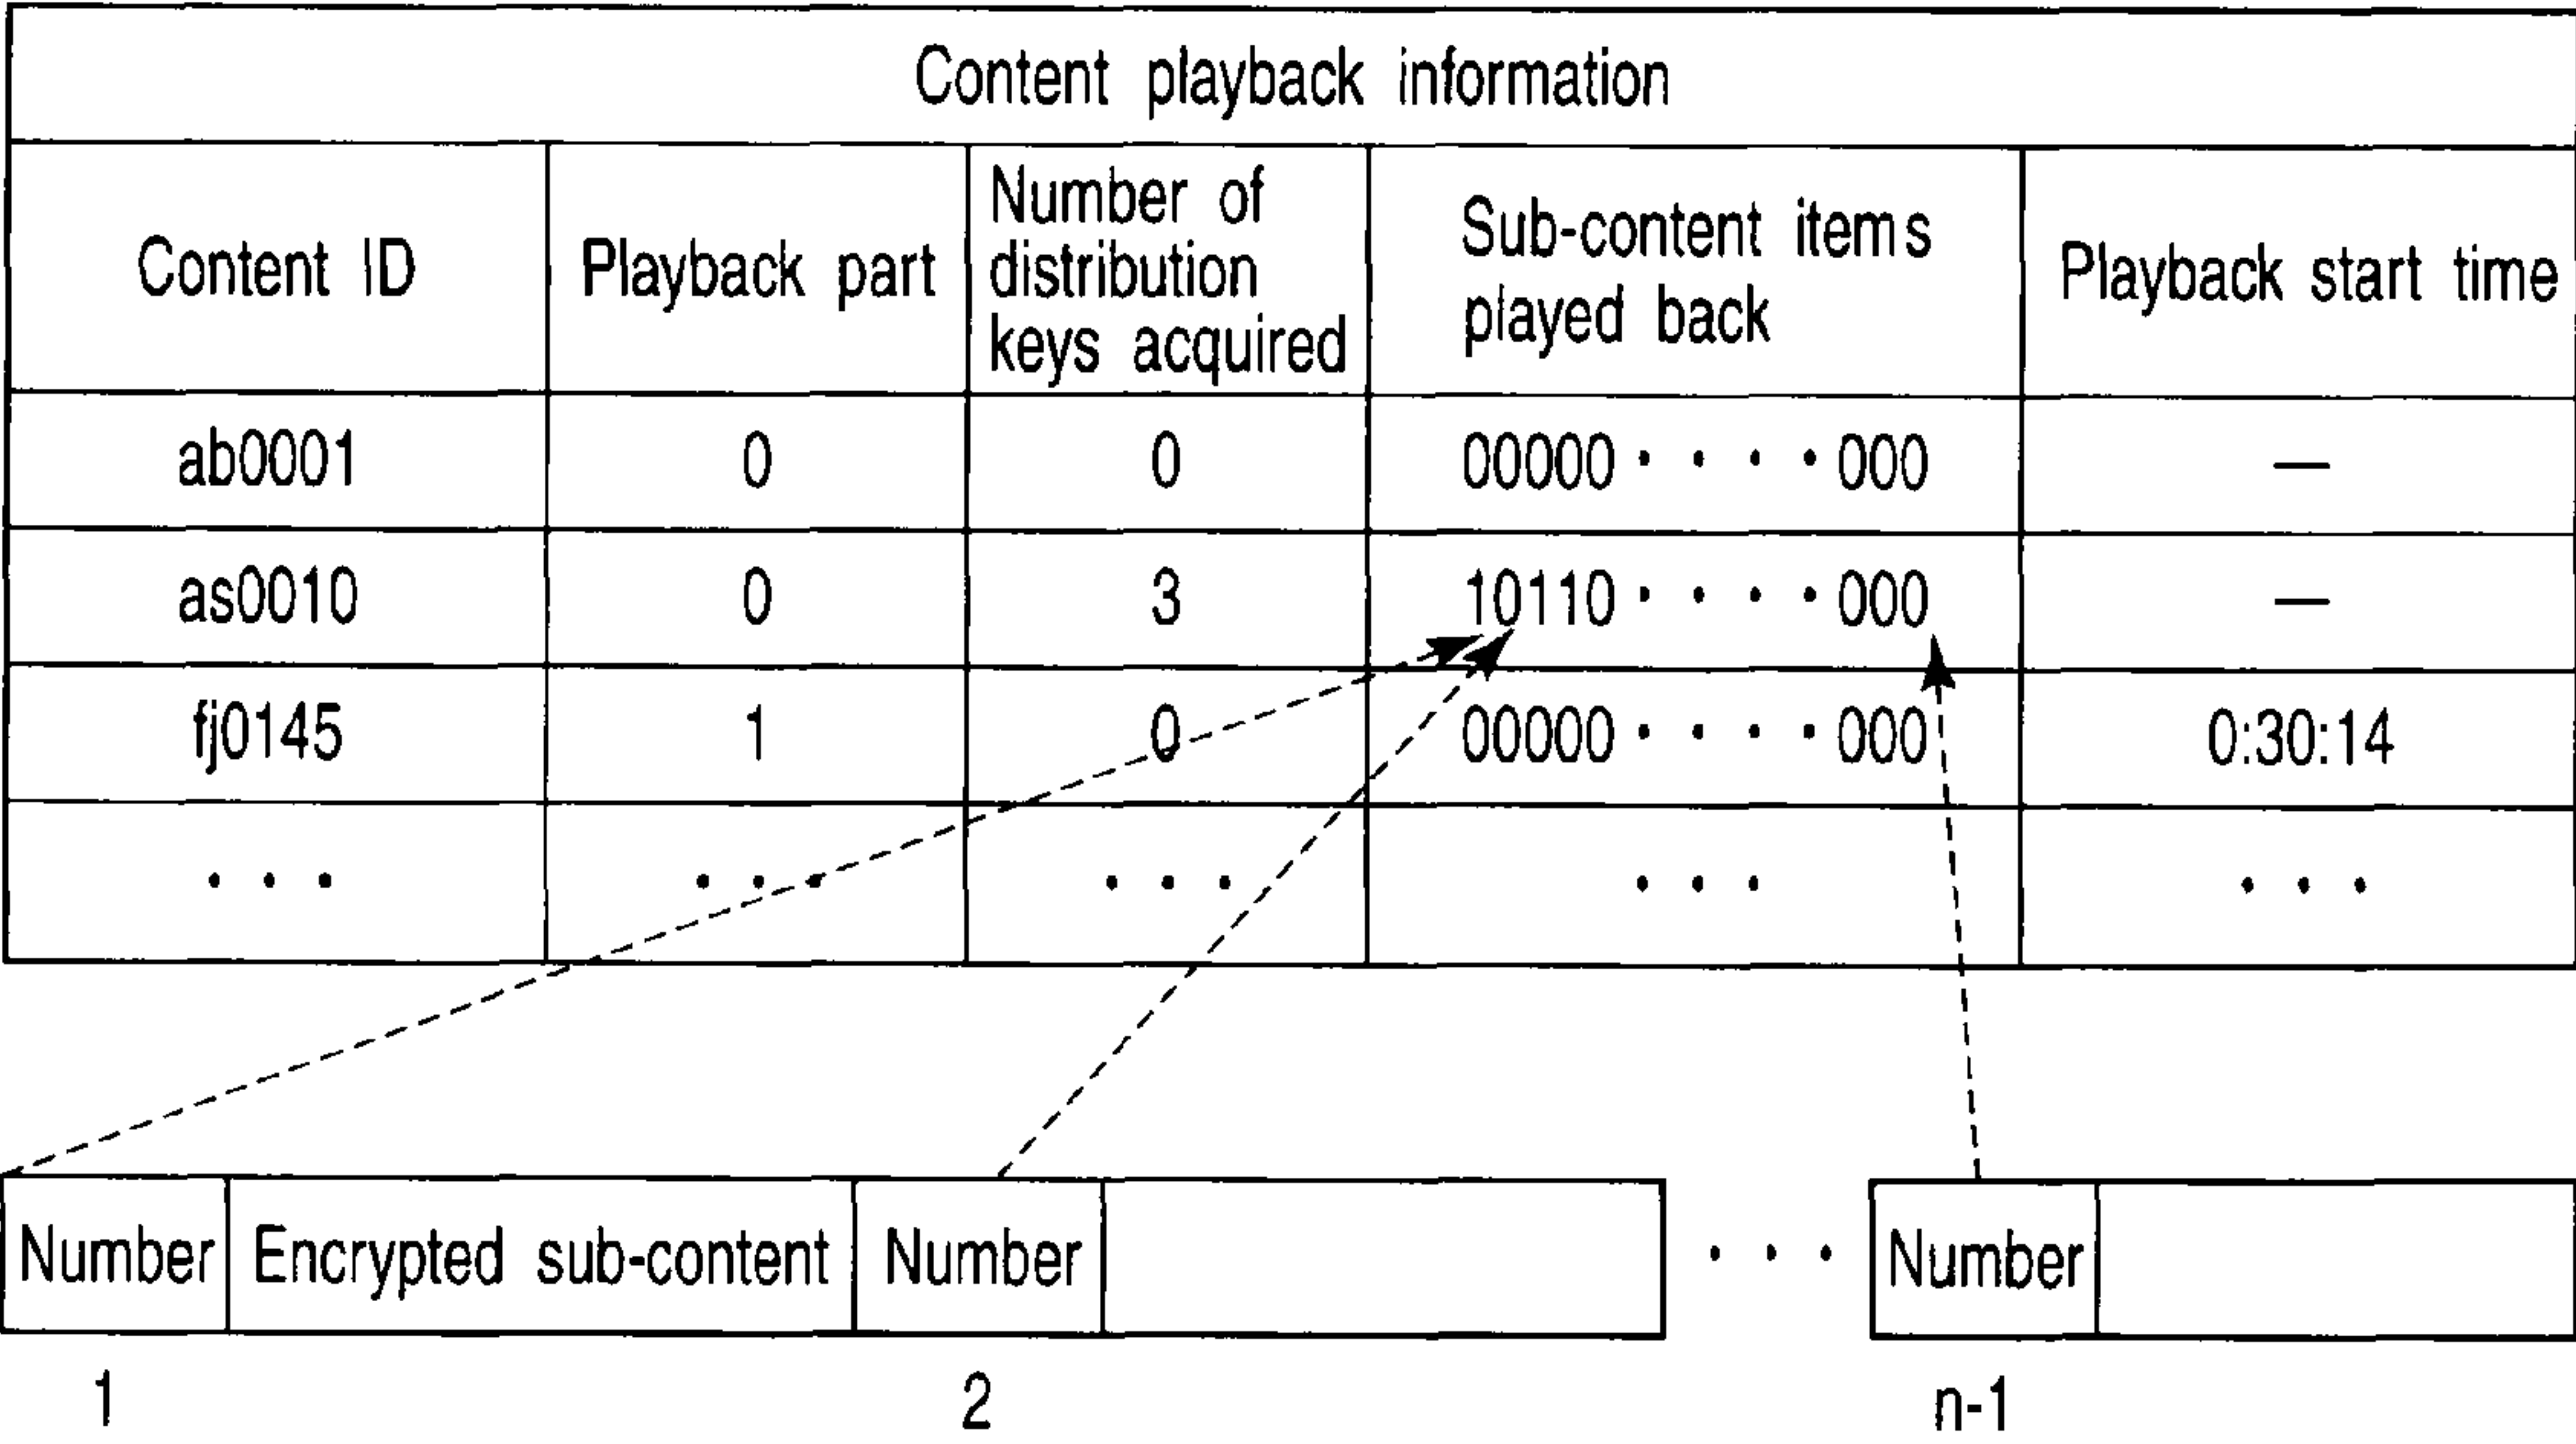 Content playback information
Content ID
Playback part
Number of
distribution
keys acquired
Sub-content items
played back
Playback start time
ab0001 0 0 00000 · · · · 000 —
as0010 0 3 10110 · · · · 000 —
fj0145 1 0 00000 · · · · 000 0:30:14
· · · · · · · · · · · · · · ·
Number Encrypted sub-content Number · · · Number
1 2 n-1